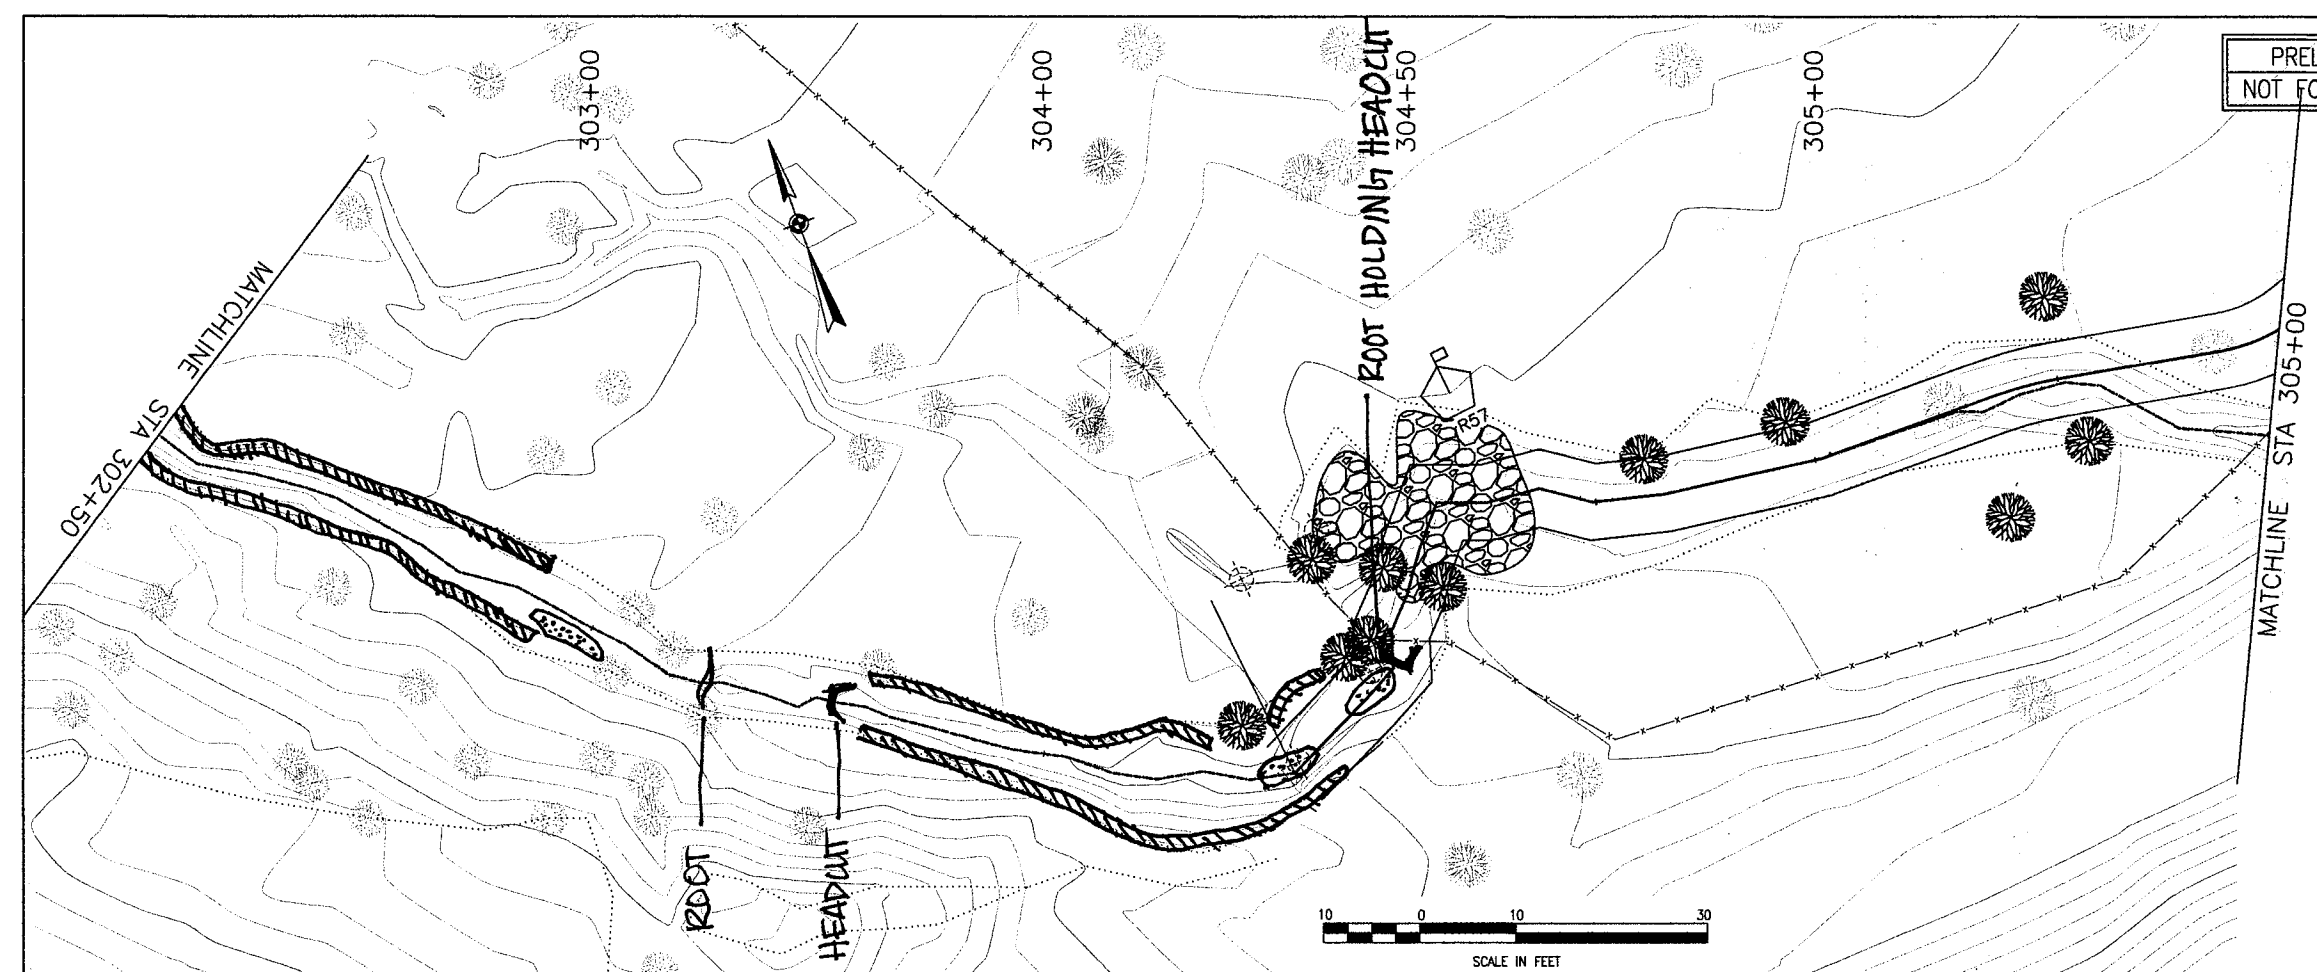 303+00
304+00
ROOT HOLDING HEADCUT
304+50
305+00
PREL
NOT FO
MATCHLINE STA 302+50
R57
MATCHLINE STA 305+00
ROOT
HEADCUT
10 0 10 30
SCALE IN FEET